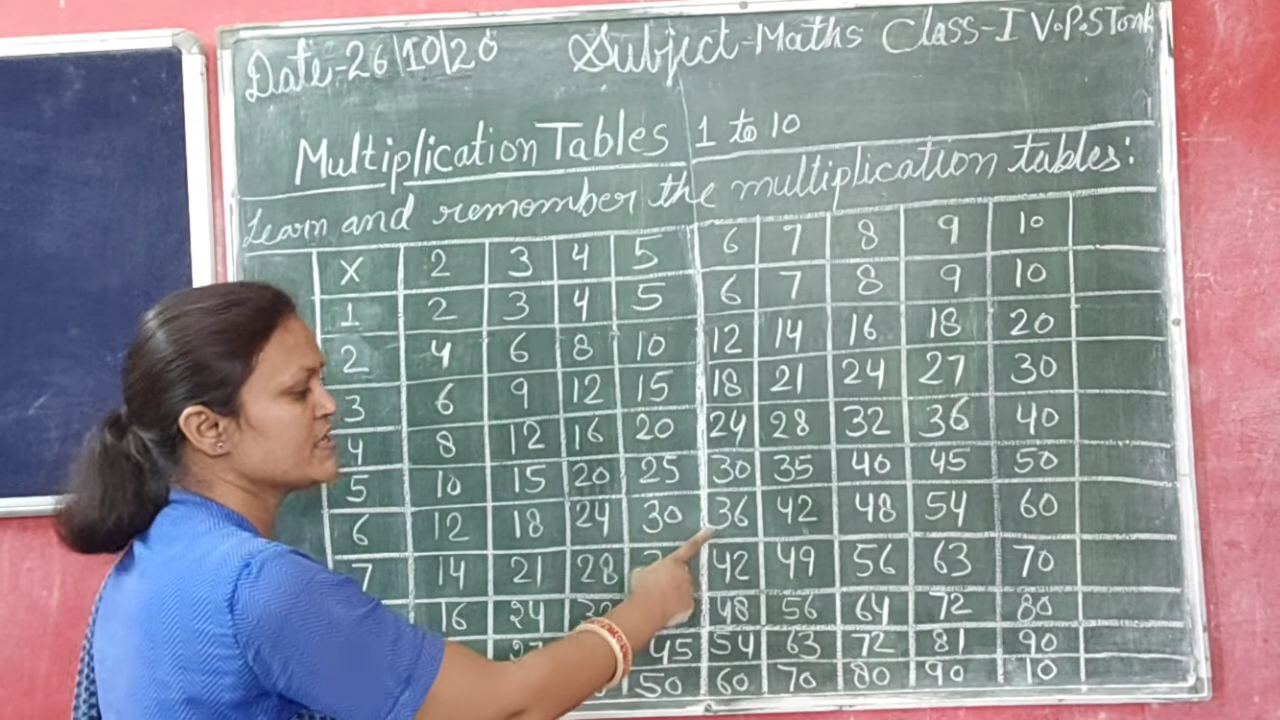 Date-26|10|20 Subject-Maths Class-I V.P.S Tonk
Multiplication Tables 1 to 10
Learn and remember the multiplication tables:
X 2 3 4 5 6 7 8 9 10
1 2 3 4 5 6 7 8 9 10
2 4 6 8 10 12 14 16 18 20
3 6 9 12 15 18 21 24 27 30
4 8 12 16 20 24 28 32 36 40
5 10 15 20 25 30 35 40 45 50
6 12 18 24 30 36 42 48 54 60
7 14 21 28 42 49 56 63 70
16 24 32 48 56 64 72 80
27 45 54 63 72 81 90
50 60 70 80 90 10